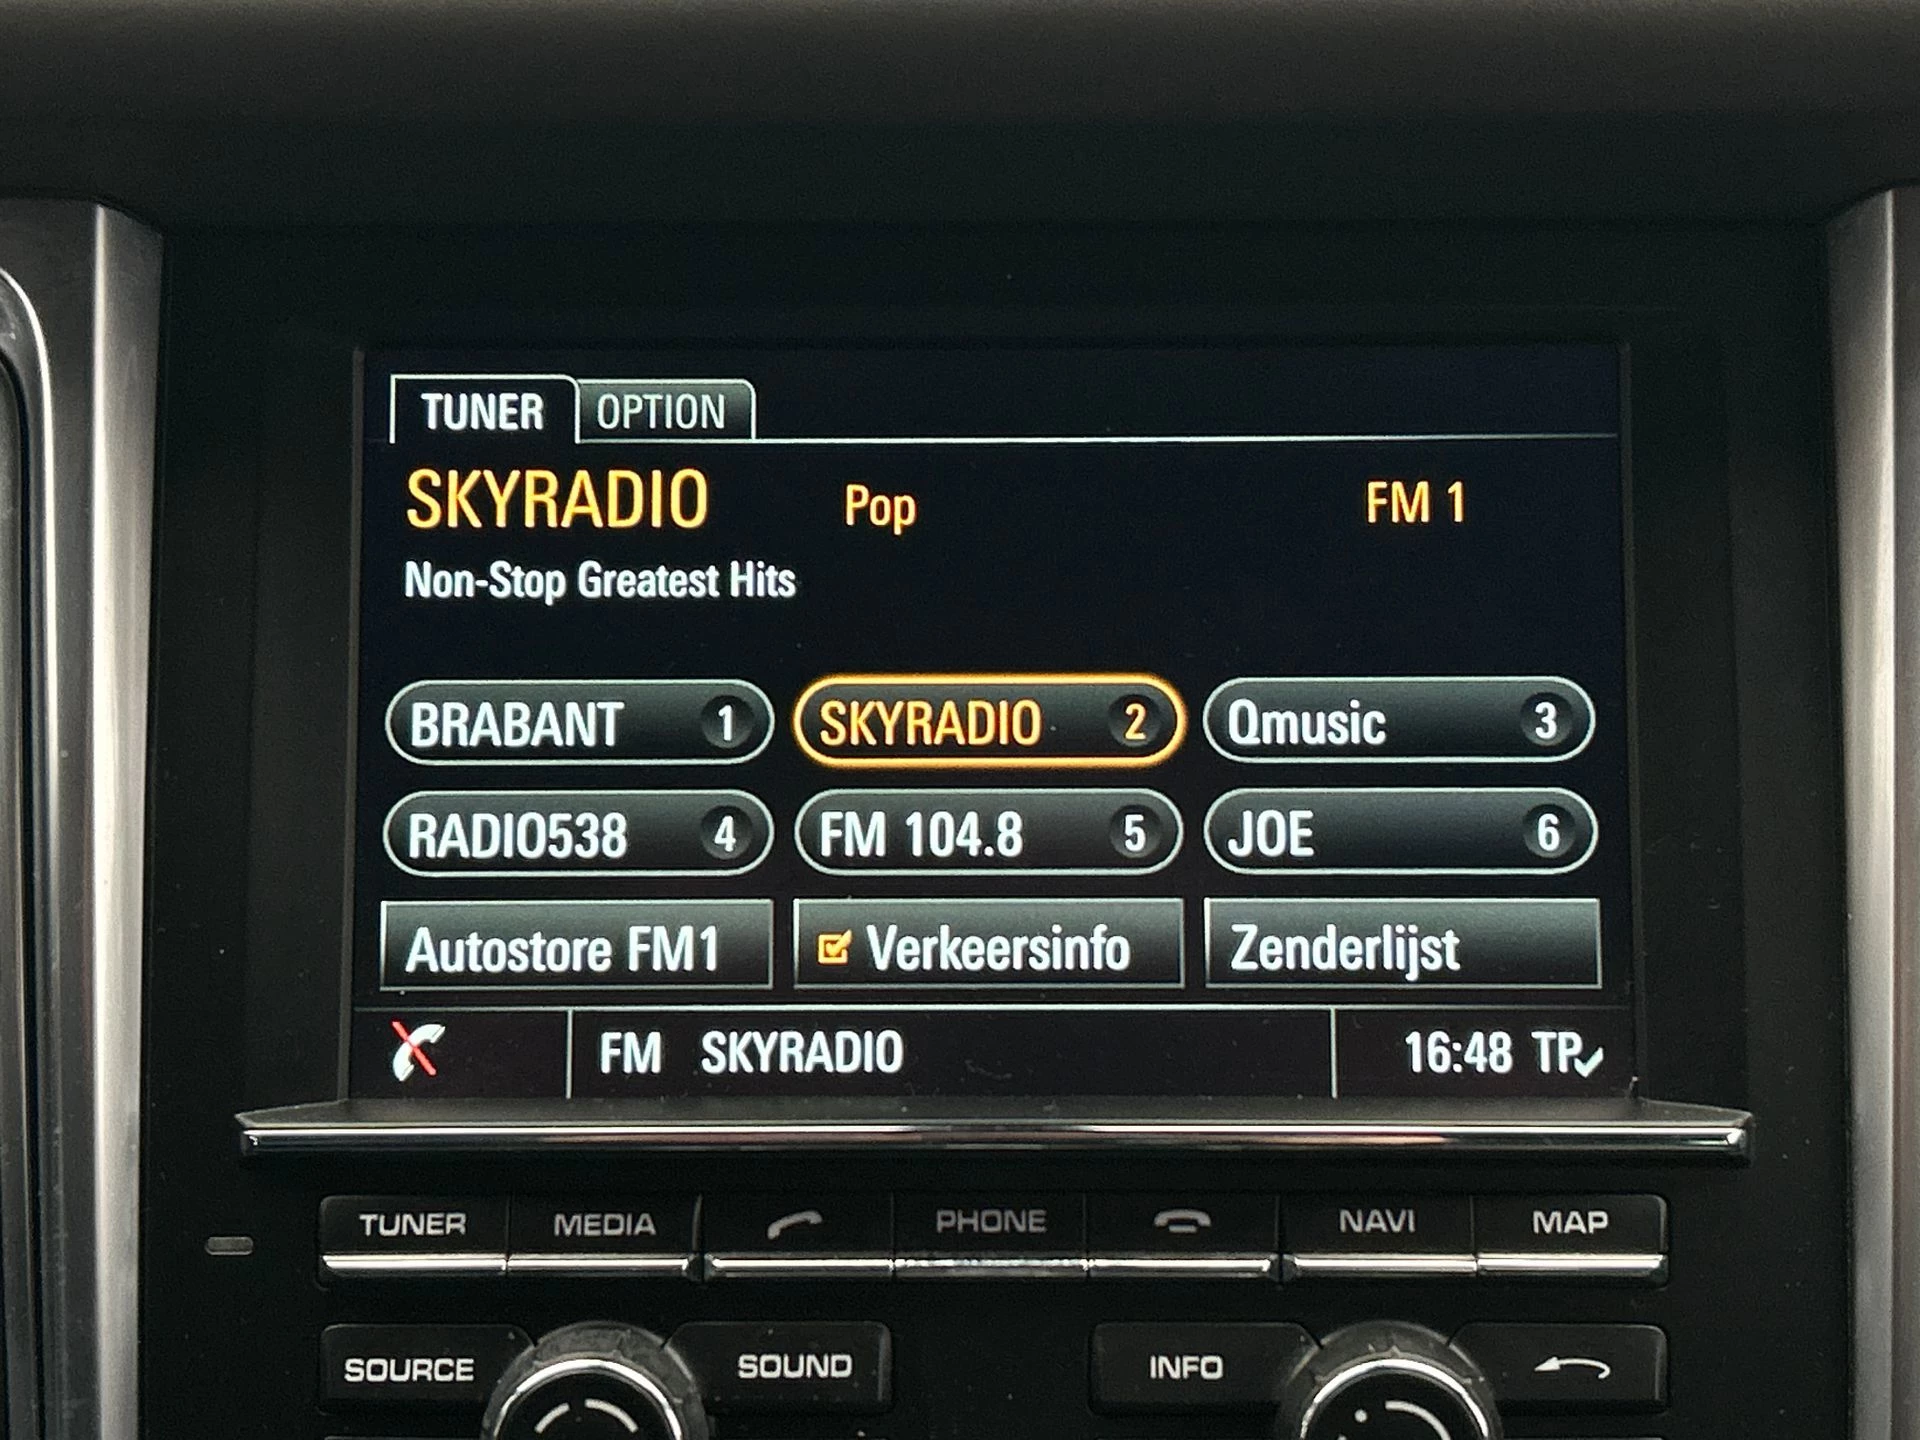 TUNER OPTION
SKYRADIO Pop FM 1
Non-Stop Greatest Hits
BRABANT 1 SKYRADIO 2 Qmusic 3
RADIO538 4 FM 104.8 5 JOE 6
Autostore FM1 Verkeersinfo Zenderlijst
FM SKYRADIO 16:48 TP
TUNER MEDIA PHONE NAVI MAP
SOURCE SOUND INFO